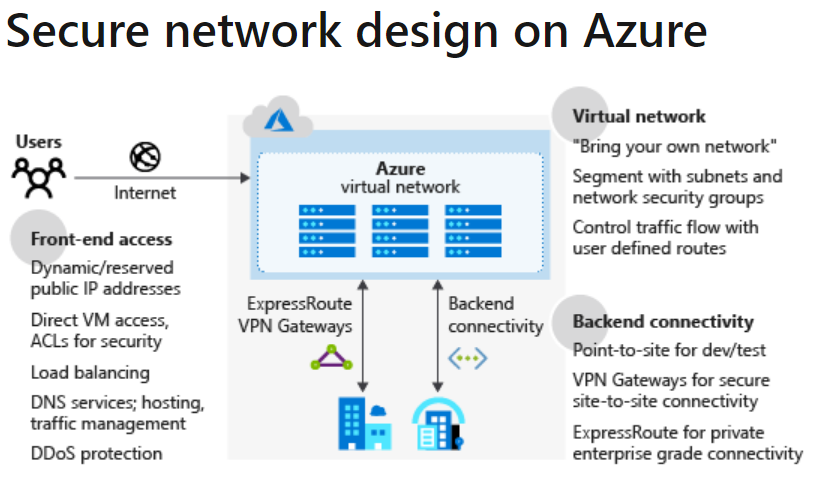 Secure network design on Azure
Users
Internet
Front-end access
Dynamic/reserved
public IP addresses
Direct VM access,
ACLs for security
Load balancing
DNS services; hosting,
traffic management
DDoS protection
Azure
virtual network
ExpressRoute
VPN Gateways
Backend
connectivity
Virtual network
"Bring your own network"
Segment with subnets and
network security groups
Control traffic flow with
user defined routes
Backend connectivity
Point-to-site for dev/test
VPN Gateways for secure
site-to-site connectivity
ExpressRoute for private
enterprise grade connectivity